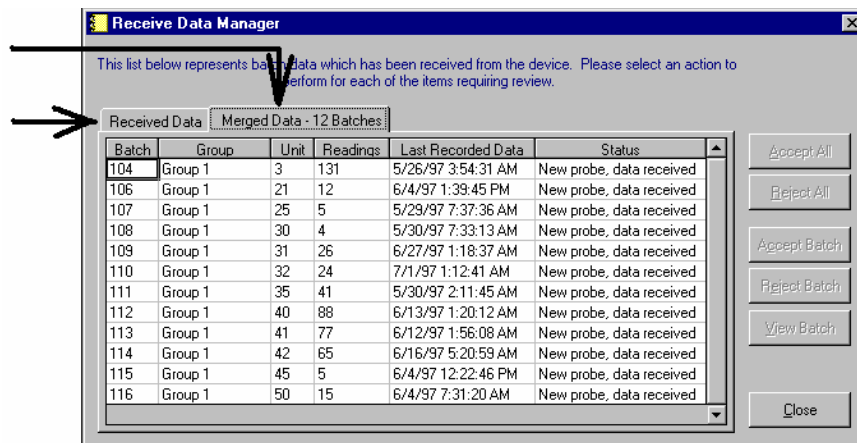 Receive Data Manager
This list below represents batch data which has been received from the device. Please select an action to
perform for each of the items requiring review.
Received Data Merged Data - 12 Batches
Batch Group Unit Readings Last Recorded Data Status
104 Group 1 3 131 5/26/97 3:54:31 AM New probe, data received
106 Group 1 21 12 6/4/97 1:39:45 PM New probe, data received
107 Group 1 25 5 5/29/97 7:37:36 AM New probe, data received
108 Group 1 30 4 5/30/97 7:33:13 AM New probe, data received
109 Group 1 31 26 6/27/97 1:18:37 AM New probe, data received
110 Group 1 32 24 7/1/97 1:12:41 AM New probe, data received
111 Group 1 35 41 5/30/97 2:11:45 AM New probe, data received
112 Group 1 40 88 6/13/97 1:20:12 AM New probe, data received
113 Group 1 41 77 6/12/97 1:56:08 AM New probe, data received
114 Group 1 42 65 6/16/97 5:20:59 AM New probe, data received
115 Group 1 45 5 6/4/97 12:22:46 PM New probe, data received
116 Group 1 50 15 6/4/97 7:31:20 AM New probe, data received
Accept All
Reject All
Accept Batch
Reject Batch
View Batch
Close